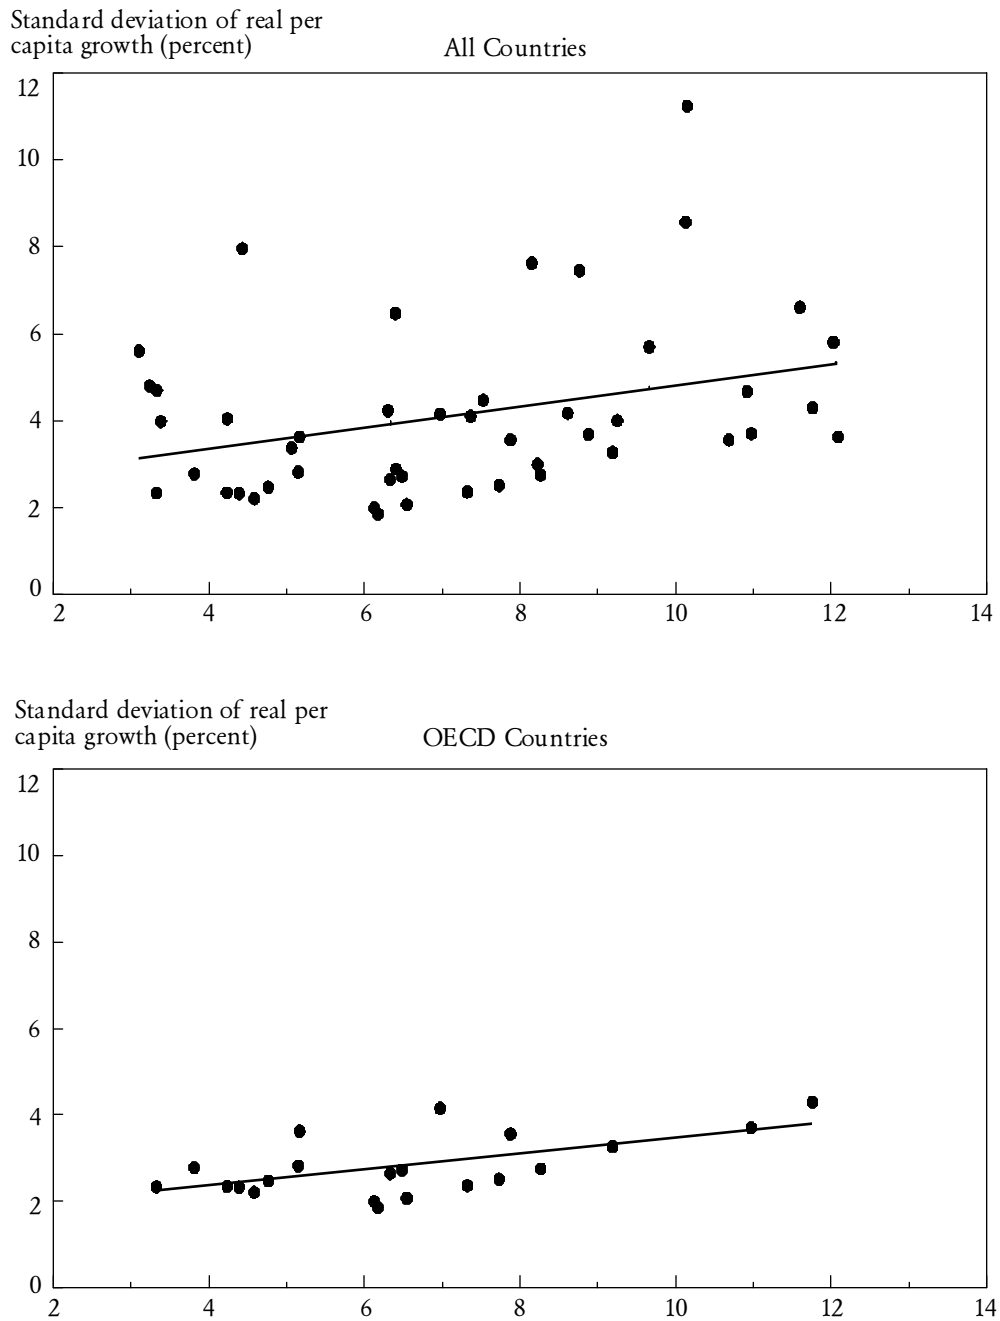 Standard deviation of real per
capita growth (percent)
All Countries
12
10
8
6
4
2
0
2 4 6 8 10 12 14
Standard deviation of real per
capita growth (percent)
OECD Countries
12
10
8
6
4
2
0
2 4 6 8 10 12 14